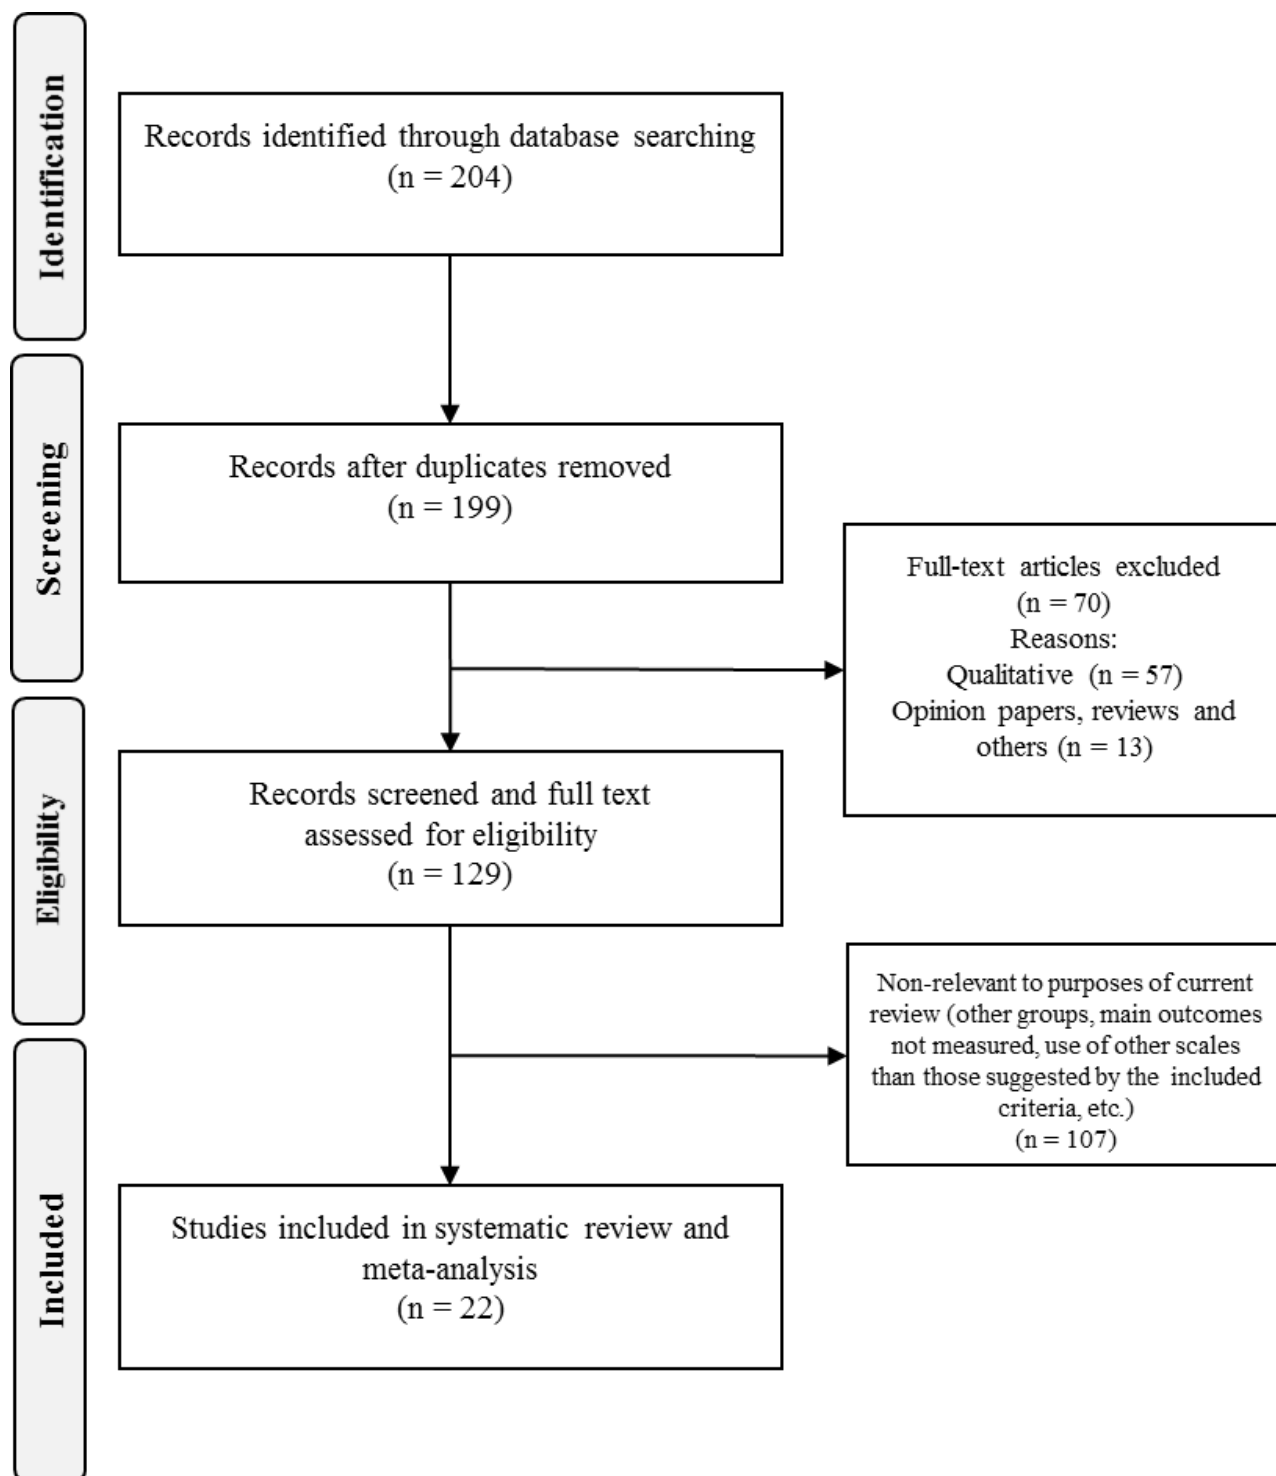 Identification
Records identified through database searching
(n = 204)
Screening
Records after duplicates removed
(n = 199)
Full-text articles excluded
(n = 70)
Reasons:
Qualitative (n = 57)
Opinion papers, reviews and
others (n = 13)
Eligibility
Records screened and full text
assessed for eligibility
(n = 129)
Non-relevant to purposes of current
review (other groups, main outcomes
not measured, use of other scales
than those suggested by the included
criteria, etc.)
(n = 107)
Included
Studies included in systematic review and
meta-analysis
(n = 22)